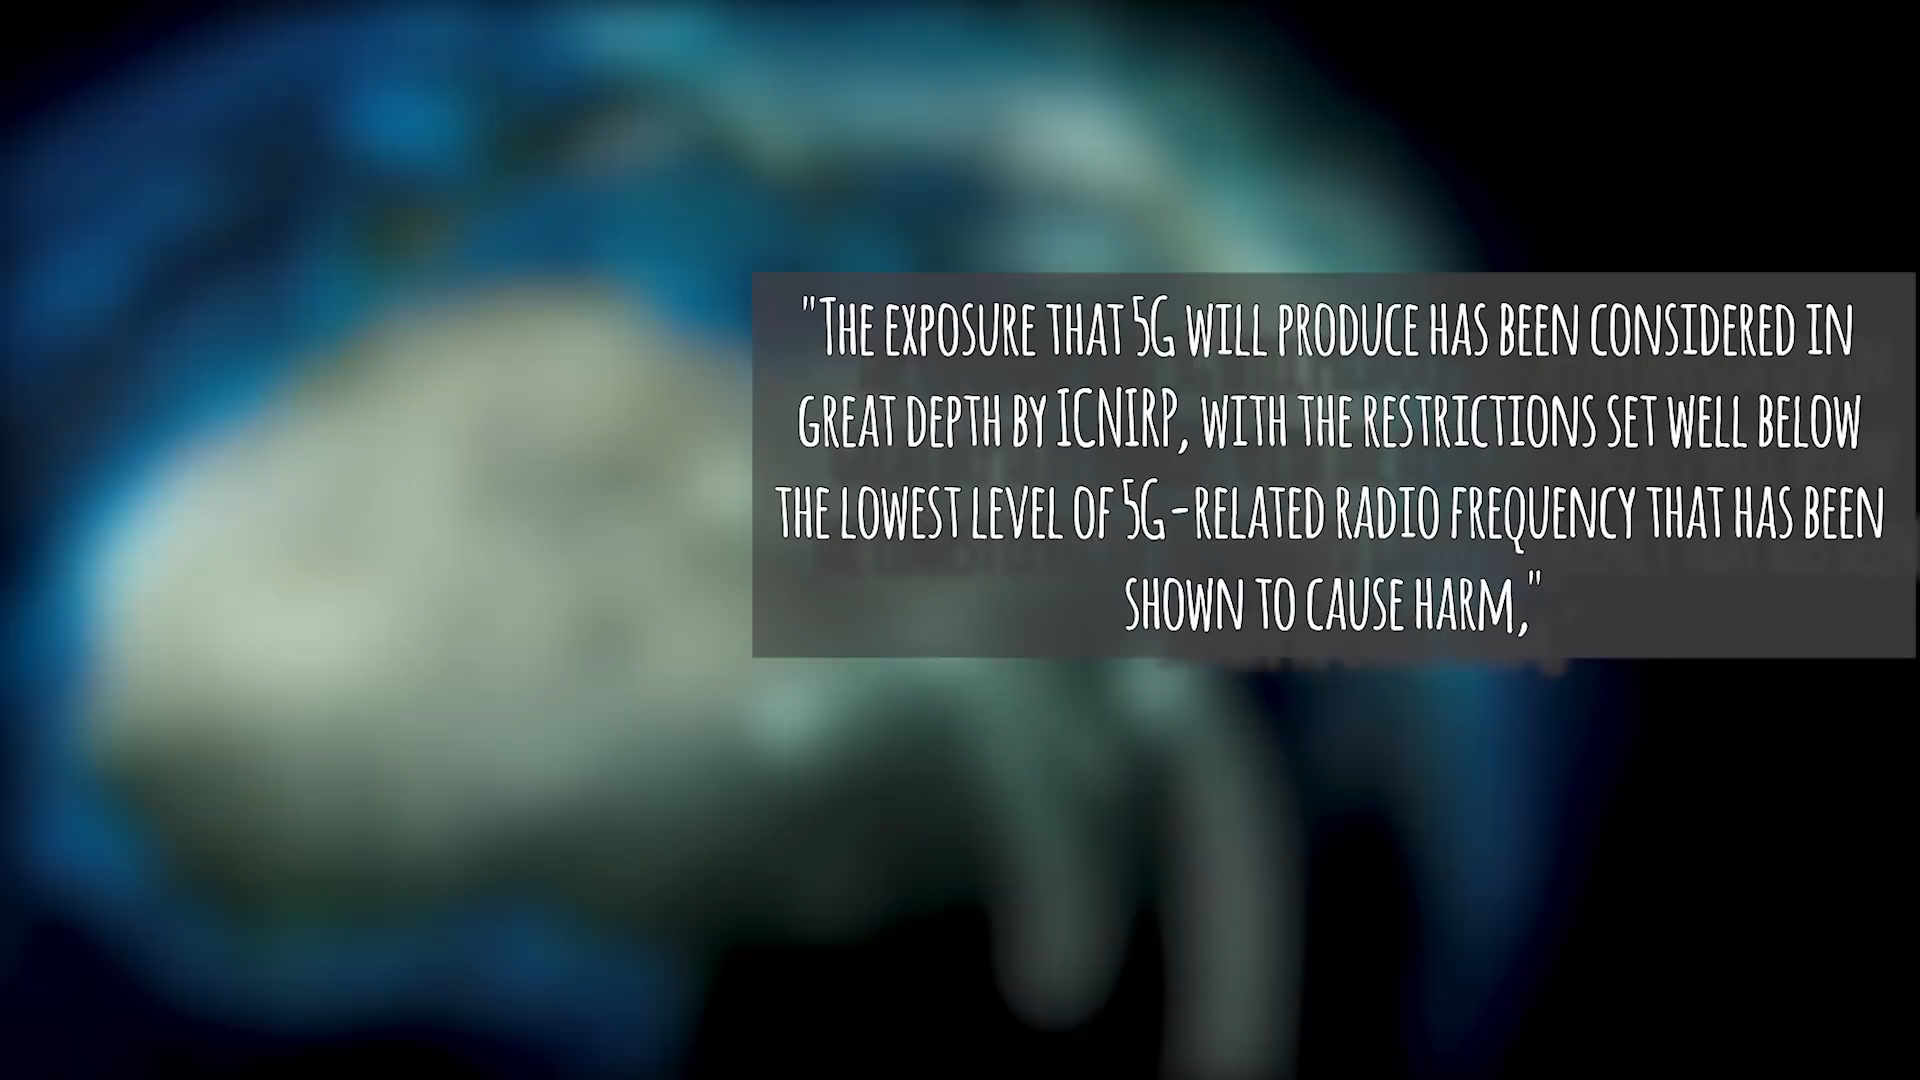 "The exposure that 5G will produce has been considered in
great depth by ICNIRP, with the restrictions set well below
the lowest level of 5G-related radio frequency that has been
shown to cause harm,"